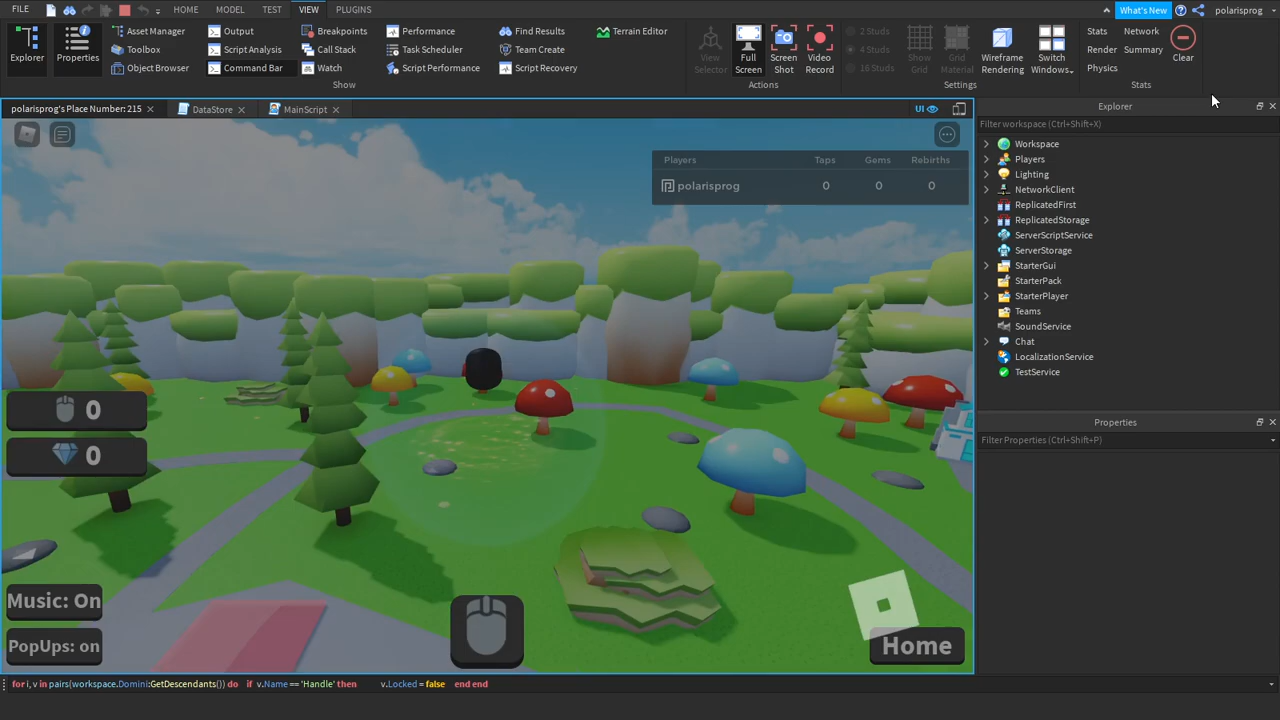 FILE HOME MODEL TEST VIEW PLUGINS What's New polarisprog
Explorer Properties Asset Manager Output Breakpoints Performance Find Results Terrain Editor View Selector Full Screen Screen Shot Video Record 2 Studs Show Grid Grid Material Wireframe Rendering Switch Windows.. Stats Network Clear
Toolbox Script Analysis Call Stack Task Scheduler Team Create 4 Studs Render Summary
Object Browser Command Bar Watch Script Performance Script Recovery 16 Studs Physics
Show Actions Settings Stats
polarisprog's Place Number: 215 DataStore MainScript UI
Players Taps Gems Rebirths
polarisprog 0 0 0
0
0
Music: On
PopUps: on
Home
Explorer
Filter workspace (Ctrl+Shift+X)
Workspace
Players
Lighting
NetworkClient
ReplicatedFirst
ReplicatedStorage
ServerScriptService
ServerStorage
StarterGui
StarterPack
StarterPlayer
Teams
SoundService
Chat
LocalizationService
TestService
Properties
Filter Properties (Ctrl+Shift+P)
for i,v in pairs(workspace.Domini:GetDescendants()) do if v.Name == 'Handle' then v.Locked = false end end